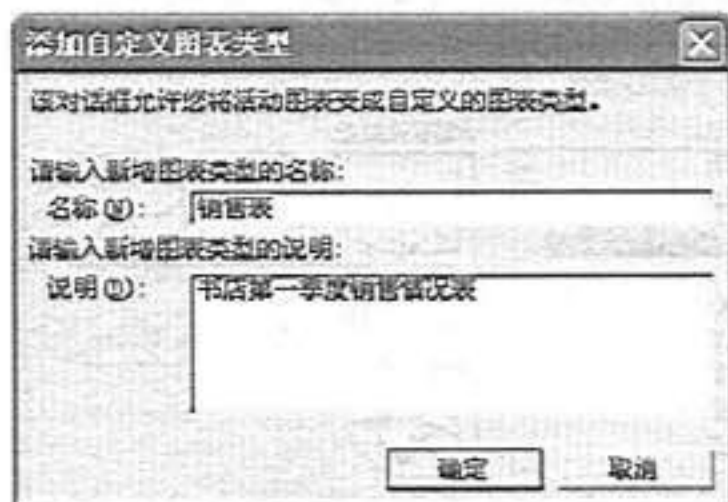 添加自定义图表类型
该对话框允许您将活动图表变成自定义的图表类型。
请输入新增图表类型的名称:
名称(N): 销售表
请输入新增图表类型的说明:
说明(D): 书店第一季度销售情况表
确定 取消